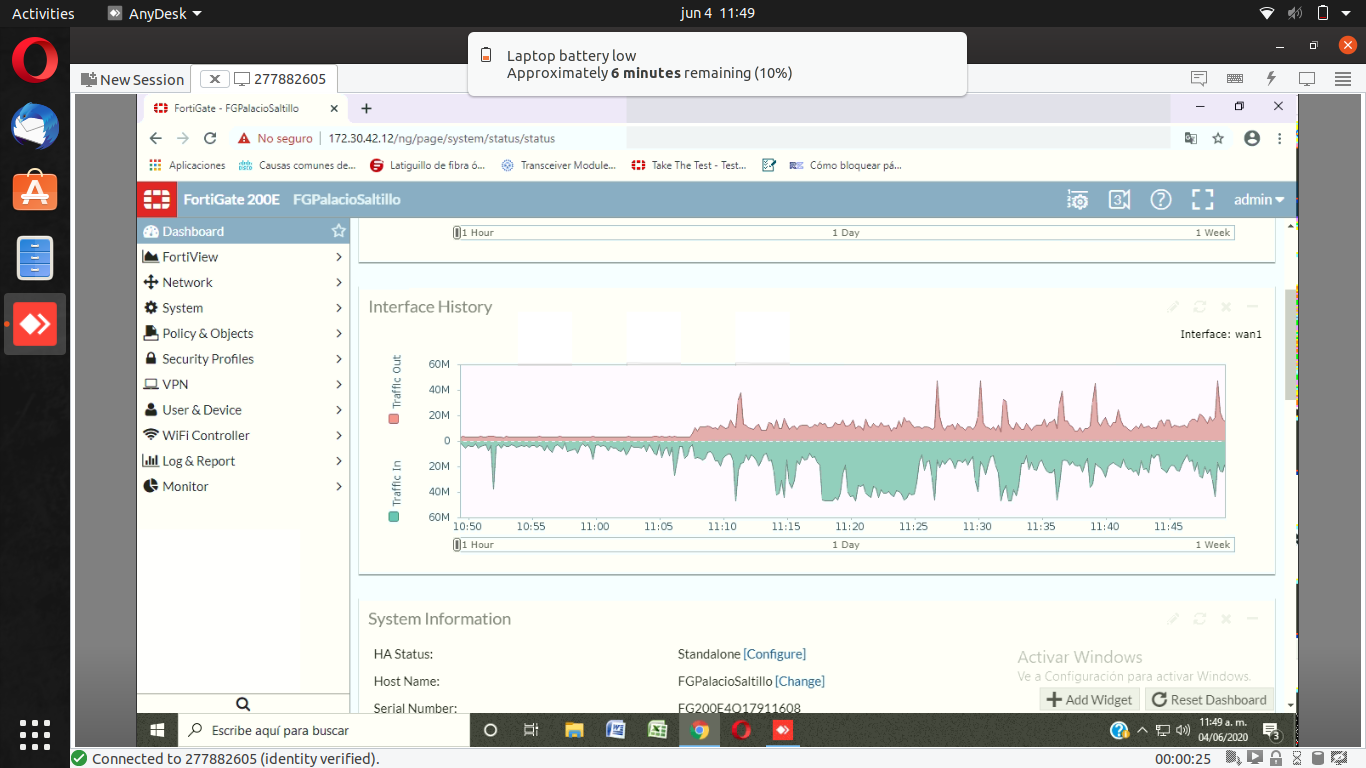 Activities AnyDesk jun 4 11:49
Laptop battery low
Approximately 6 minutes remaining (10%)
New Session 277882605
FortiGate - FGPalacioSaltillo
No seguro 172.30.42.12/ng/page/system/status/status
Aplicaciones Causas comunes de... Latiguillo de fibra ó... Transceiver Module... Take The Test - Test... Cómo bloquear pá...
FortiGate 200E FGPalacioSaltillo 3 admin
Dashboard
FortiView
Network
System
Policy & Objects
Security Profiles
VPN
User & Device
WiFi Controller
Log & Report
Monitor
1 Hour 1 Day 1 Week
Interface History
Interface: wan1
Traffic Out
Traffic In
60M
40M
20M
0
20M
40M
60M
10:50 10:55 11:00 11:05 11:10 11:15 11:20 11:25 11:30 11:35 11:40 11:45
1 Hour 1 Day 1 Week
System Information
HA Status: Standalone [Configure]
Host Name: FGPalacioSaltillo [Change]
Serial Number: FG200E4Q17911608
Activar Windows
Ve a Configuración para activar Windows.
Add Widget Reset Dashboard
Escribe aquí para buscar
11:49 a. m.
04/06/2020
3
Connected to 277882605 (identity verified). 00:00:25